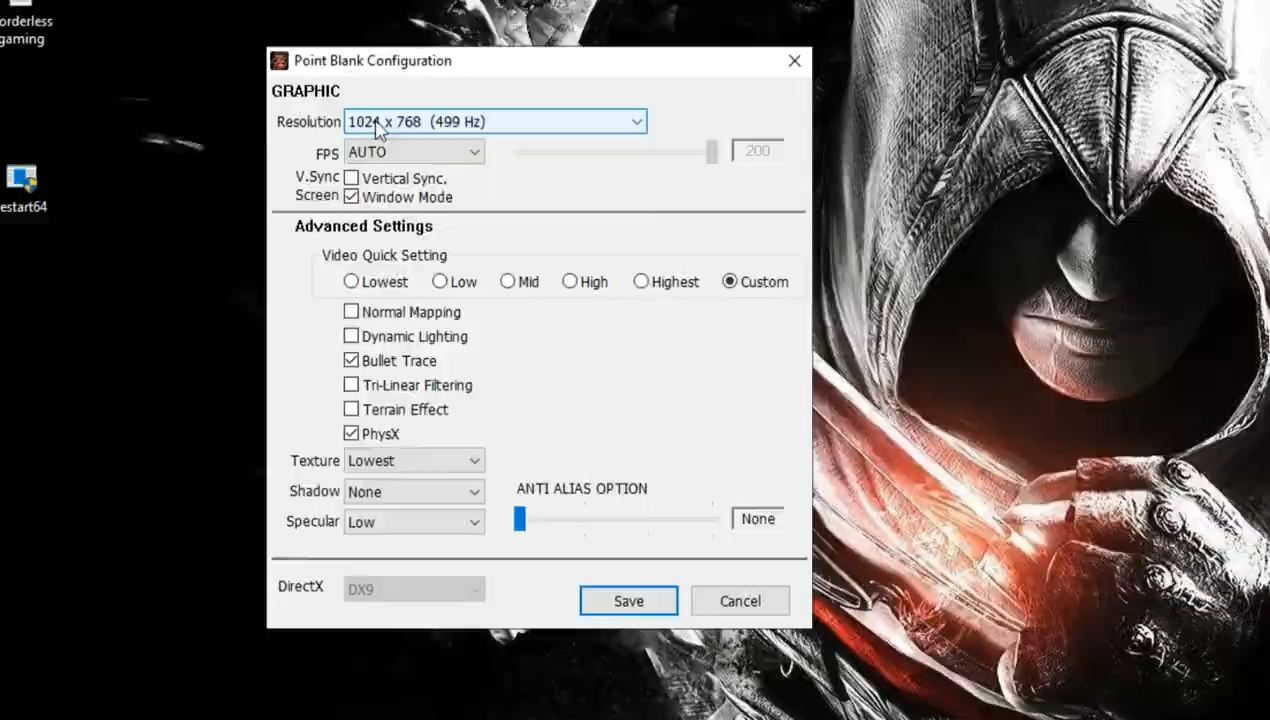 orderless
gaming
estart64
Point Blank Configuration
GRAPHIC
Resolution 1024 x 768 (499 Hz)
FPS AUTO 200
V.Sync Vertical Sync.
Screen Window Mode
Advanced Settings
Video Quick Setting
Lowest Low Mid High Highest Custom
Normal Mapping
Dynamic Lighting
Bullet Trace
Tri-Linear Filtering
Terrain Effect
PhysX
Texture Lowest
Shadow None
ANTI ALIAS OPTION
Specular Low
None
DirectX DX9
Save Cancel